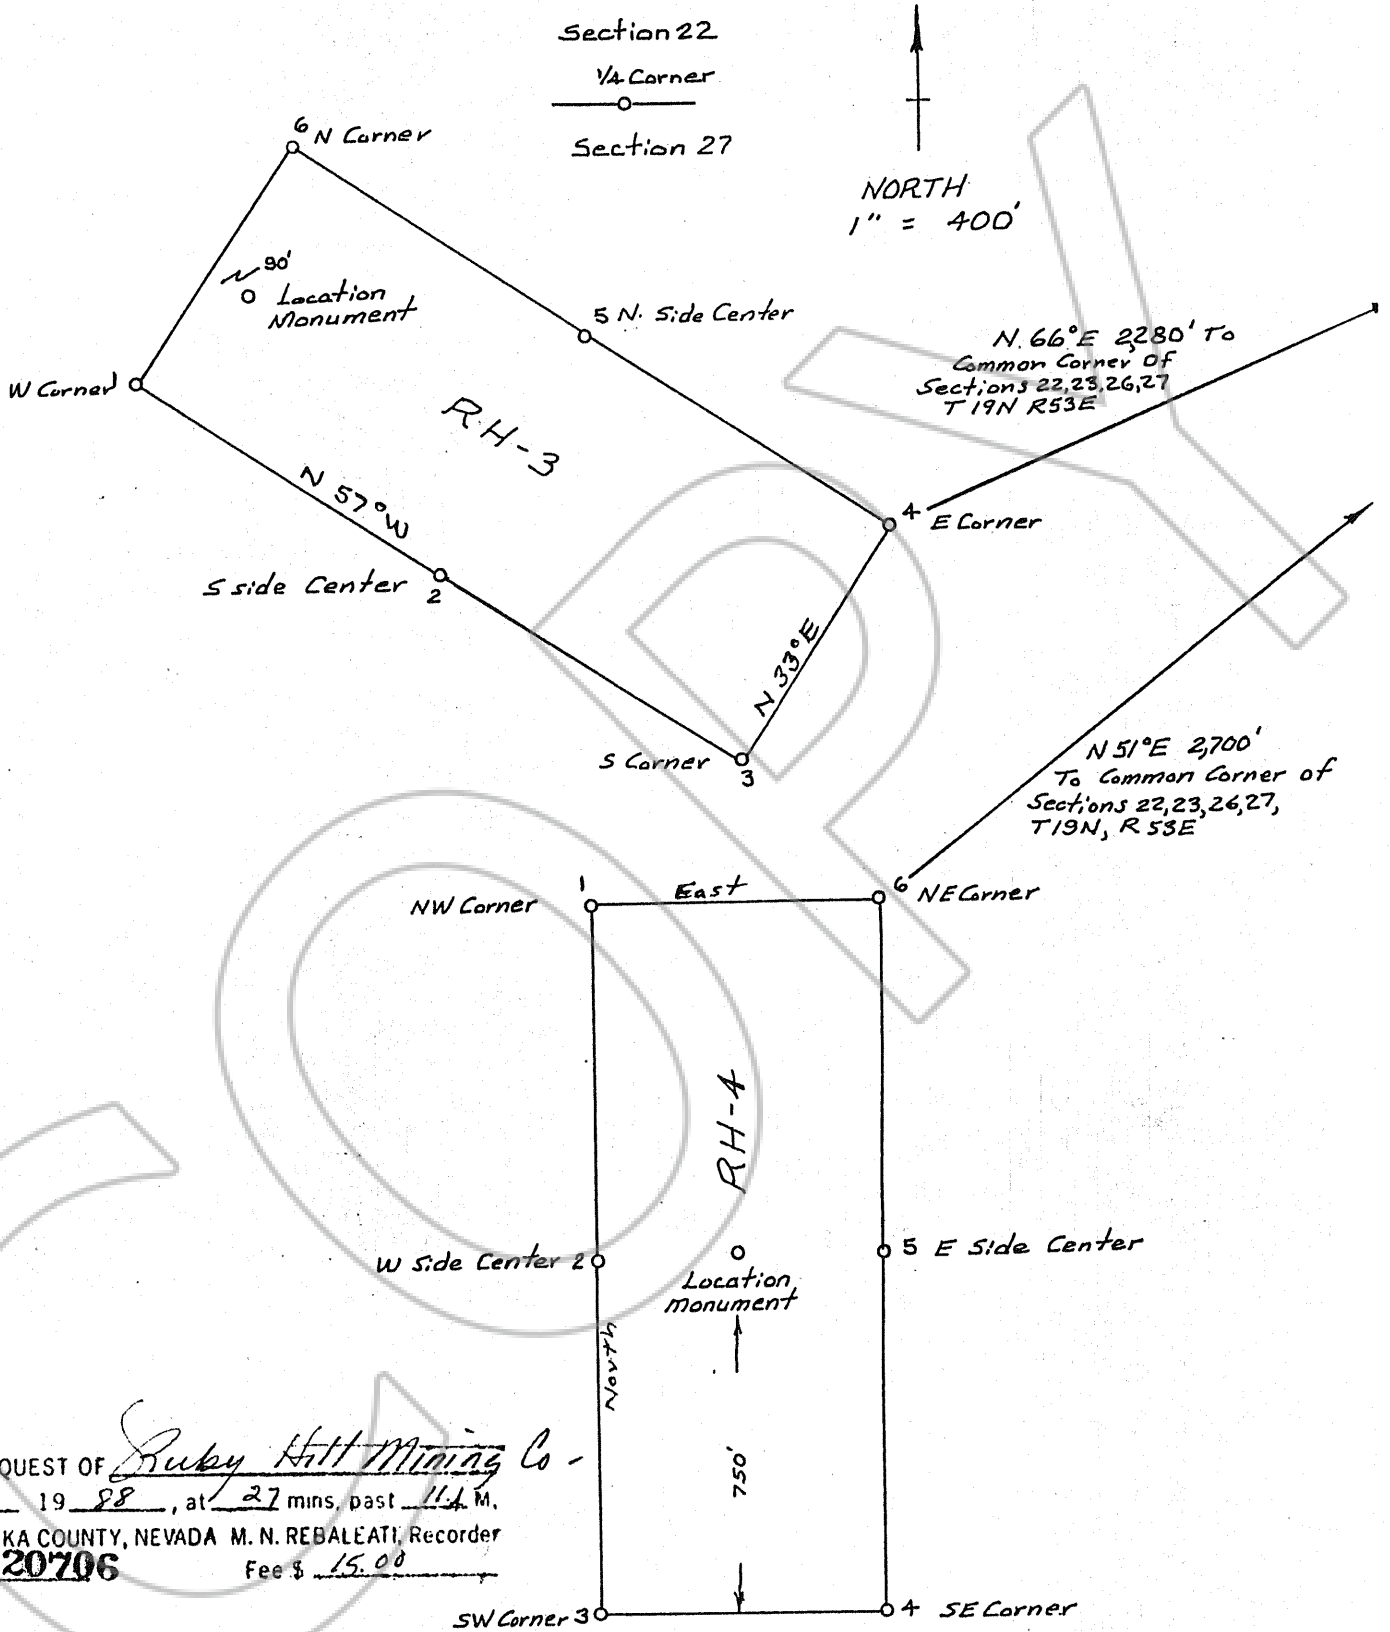 Section 22
1/4 Corner
Section 27
NORTH
1" = 400'
6 N Corner
90'
Location
Monument
5 N. Side Center
N. 66°E 2,280' To
Common Corner of
Sections 22,23,26,27
T19N R53E
W Corner
RH-3
N 57°W
4 E Corner
S side Center
2
N 33°E
S Corner
3
N 51°E 2,700'
To Common Corner of
Sections 22,23,26,27,
T19N, R53E
1
East
6
NW Corner
NE Corner
RH-4
W Side Center 2
5 E Side Center
Location
Monument
North
750'
QUEST OF Ruby Hill Mining Co-
19 88, at 27 mins. past 11 A M.
KA COUNTY, NEVADA M. N. REBALEATI, Recorder
20706 Fee $ 15.00
SW Corner 3
4 SE Corner
COPY